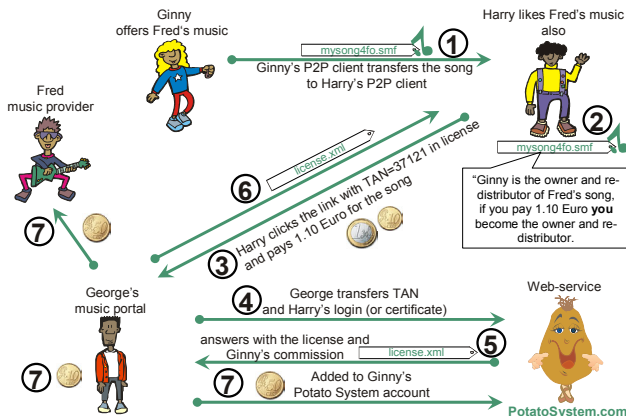 Ginny
offers Fred's music
Harry likes Fred's music
also
mysong4fo.smf
1
Ginny's P2P client transfers the song
to Harry's P2P client
Fred
music provider
2
mysong4fo.smf
license.xml
6
"Ginny is the owner and re-
distributor of Fred's song,
if you pay 1.10 Euro you
become the owner and re-
distributor.
Harry clicks the link with TAN=37121 in license
and pays 1.10 Euro for the song
3
7
George's
music portal
4
George transfers TAN
and Harry's login (or certificate)
Web-service
answers with the license and
Ginny's commission
license.xml
5
7
7
Added to Ginny's
Potato System account
PotatoSystem.com